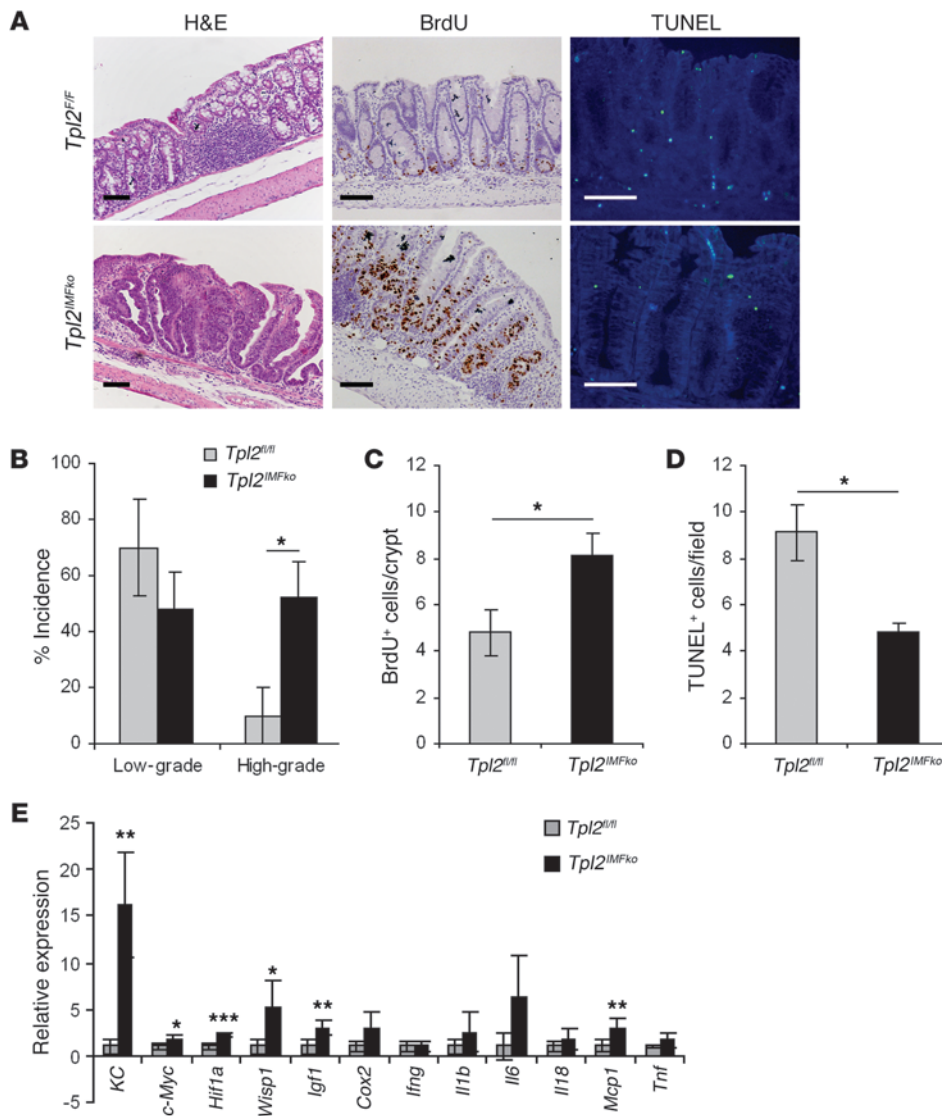 A
H&E
BrdU
TUNEL
Tpl2F/F
Tpl2IMFko
B
100
80
60
40
20
0
% Incidence
Tpl2fl/fl
Tpl2IMFko
*
Low-grade
High-grade
C
12
10
8
6
4
2
0
BrdU+ cells/crypt
*
Tpl2fl/fl
Tpl2IMFko
D
12
10
8
6
4
2
0
TUNEL+ cells/field
*
Tpl2fl/fl
Tpl2IMFko
E
25
20
15
10
5
0
-5
Relative expression
Tpl2fl/fl
Tpl2IMFko
**
*
***
*
**
**
KC
c-Myc
Hif1a
Wisp1
Igf1
Cox2
Ifng
Il1b
Il6
Il18
Mcp1
Tnf